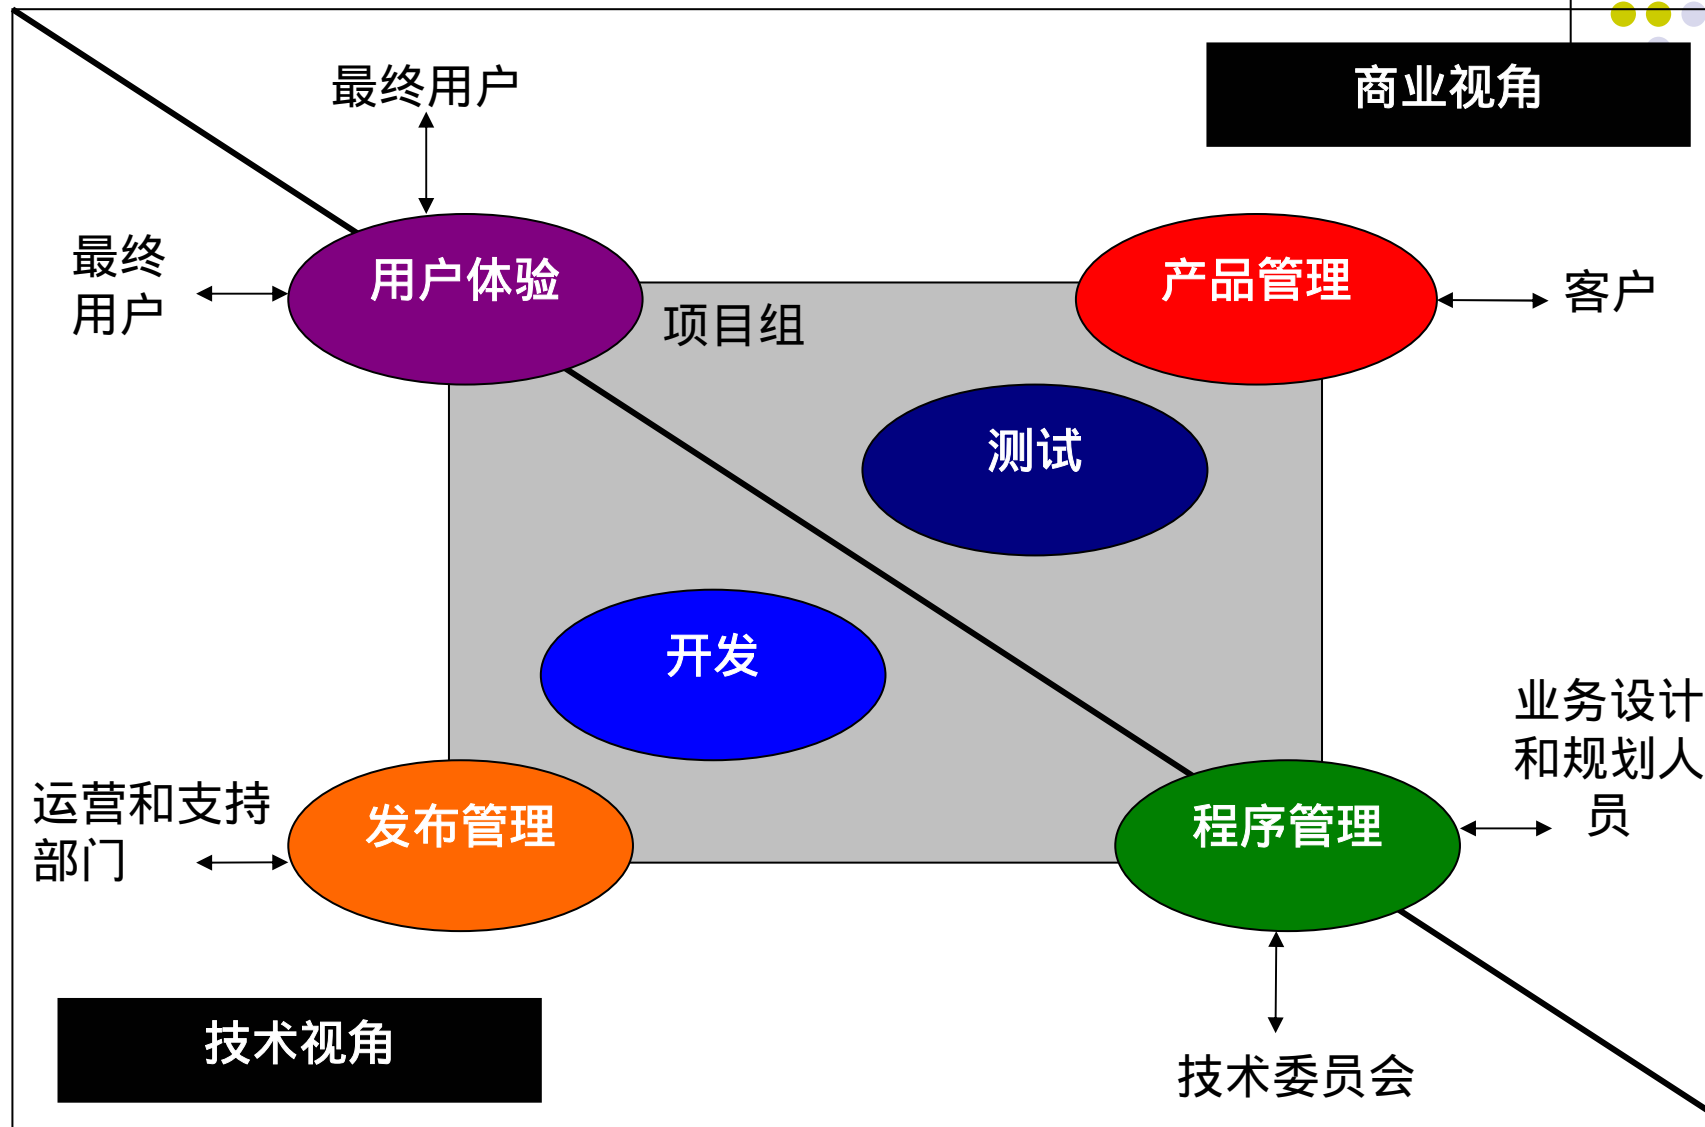 最终用户
商业视角
最终
用户
用户体验
产品管理
客户
项目组
测试
开发
业务设计
和规划人
员
运营和支持
部门
发布管理
程序管理
技术视角
技术委员会